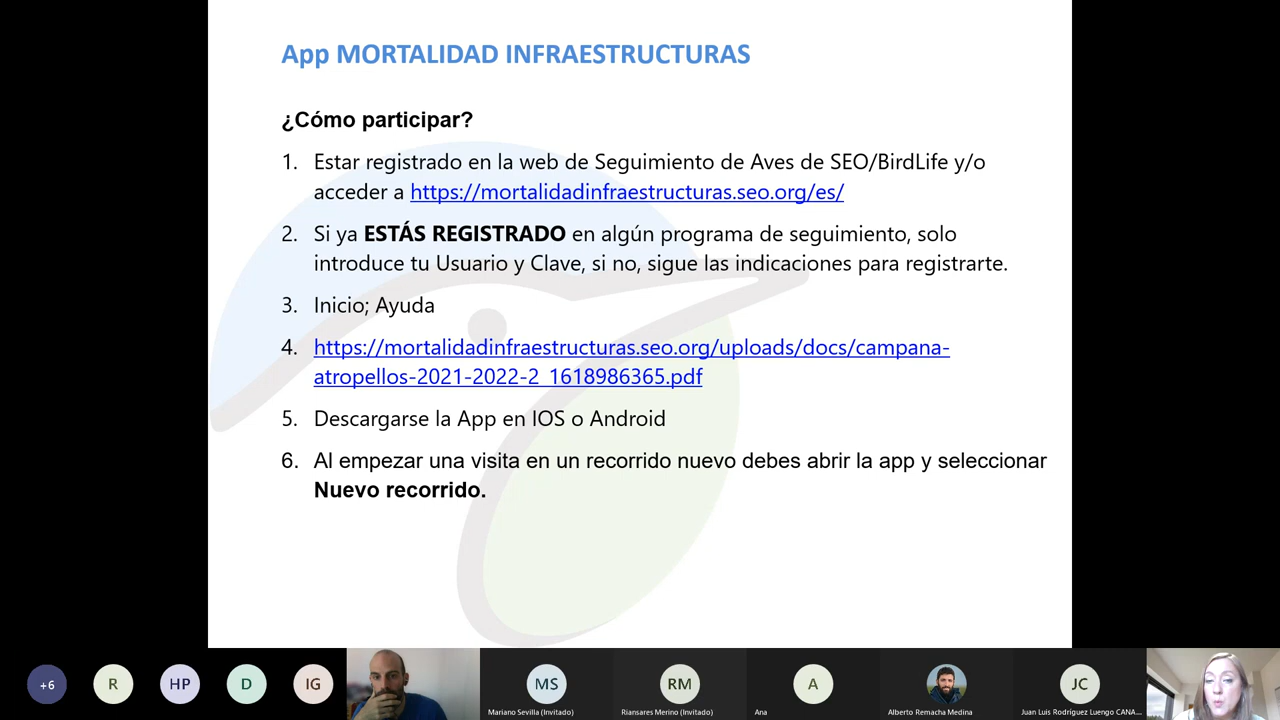 App MORTALIDAD INFRAESTRUCTURAS
¿Cómo participar?
1. Estar registrado en la web de Seguimiento de Aves de SEO/BirdLife y/o
acceder a https://mortalidadinfraestructuras.seo.org/es/
2. Si ya ESTÁS REGISTRADO en algún programa de seguimiento, solo
introduce tu Usuario y Clave, si no, sigue las indicaciones para registrarte.
3. Inicio; Ayuda
4. https://mortalidadinfraestructuras.seo.org/uploads/docs/campana-
atropellos-2021-2022-2_1618986365.pdf
5. Descargarse la App en IOS o Android
6. Al empezar una visita en un recorrido nuevo debes abrir la app y seleccionar
Nuevo recorrido.
+6 R HP D IG MS RM A JC
Mariano Sevilla (Invitado) Riansares Merino (Invitado) Ana Alberto Remacha Medina Juan Luis Rodríguez Luengo CANA...